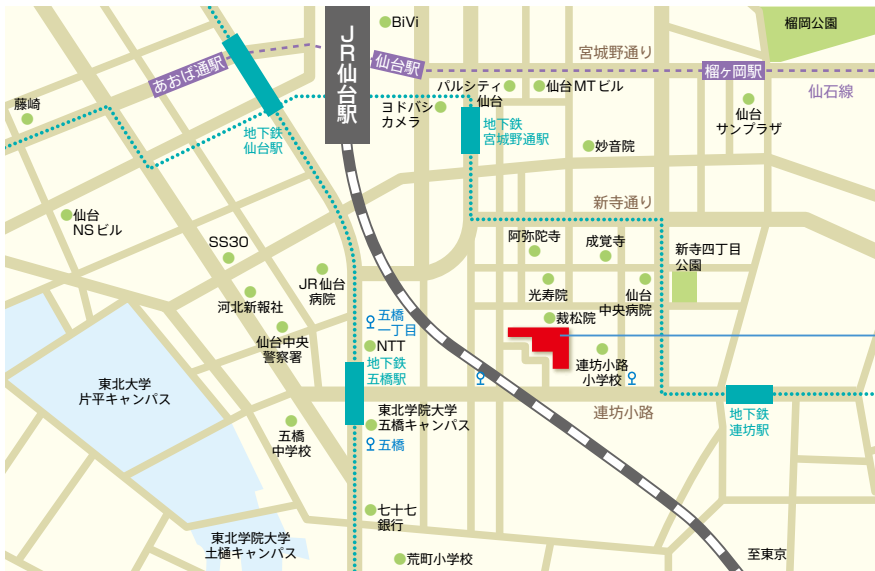 BiVi
榴岡公園
JR仙台駅
宮城野通り
あおば通駅
仙台駅
榴ヶ岡駅
仙石線
藤崎
パルシティ
仙台
仙台MTビル
ヨドバシ
カメラ
仙台
サンプラザ
地下鉄
仙台駅
地下鉄
宮城野通駅
妙音院
新寺通り
仙台
NSビル
SS30
阿弥陀寺
成覚寺
新寺四丁目
公園
JR仙台
病院
光寿院
仙台
中央病院
河北新報社
五橋
一丁目
裁松院
仙台中央
警察署
NTT
地下鉄
五橋駅
連坊小路
小学校
東北大学
片平キャンパス
東北学院大学
五橋キャンパス
連坊小路
地下鉄
連坊駅
五橋
中学校
五橋
七十七
銀行
東北学院大学
土樋キャンパス
荒町小学校
至東京